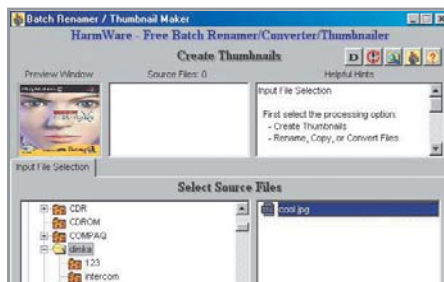 Batch Renamer / Thumbnail Maker
HarmWare - Free Batch Renamer/Converter/Thumbnailer
Create Thumbnails
D
C
?
Preview Window
Source Files: 0
Helpful Hints
Input File Selection
First select the processing option:
- Create Thumbnails
- Rename, Copy, or Convert Files
Input File Selection
Select Source Files
CDR
CDROM
COMPAQ
dimka
123
intercom
cool.jpg